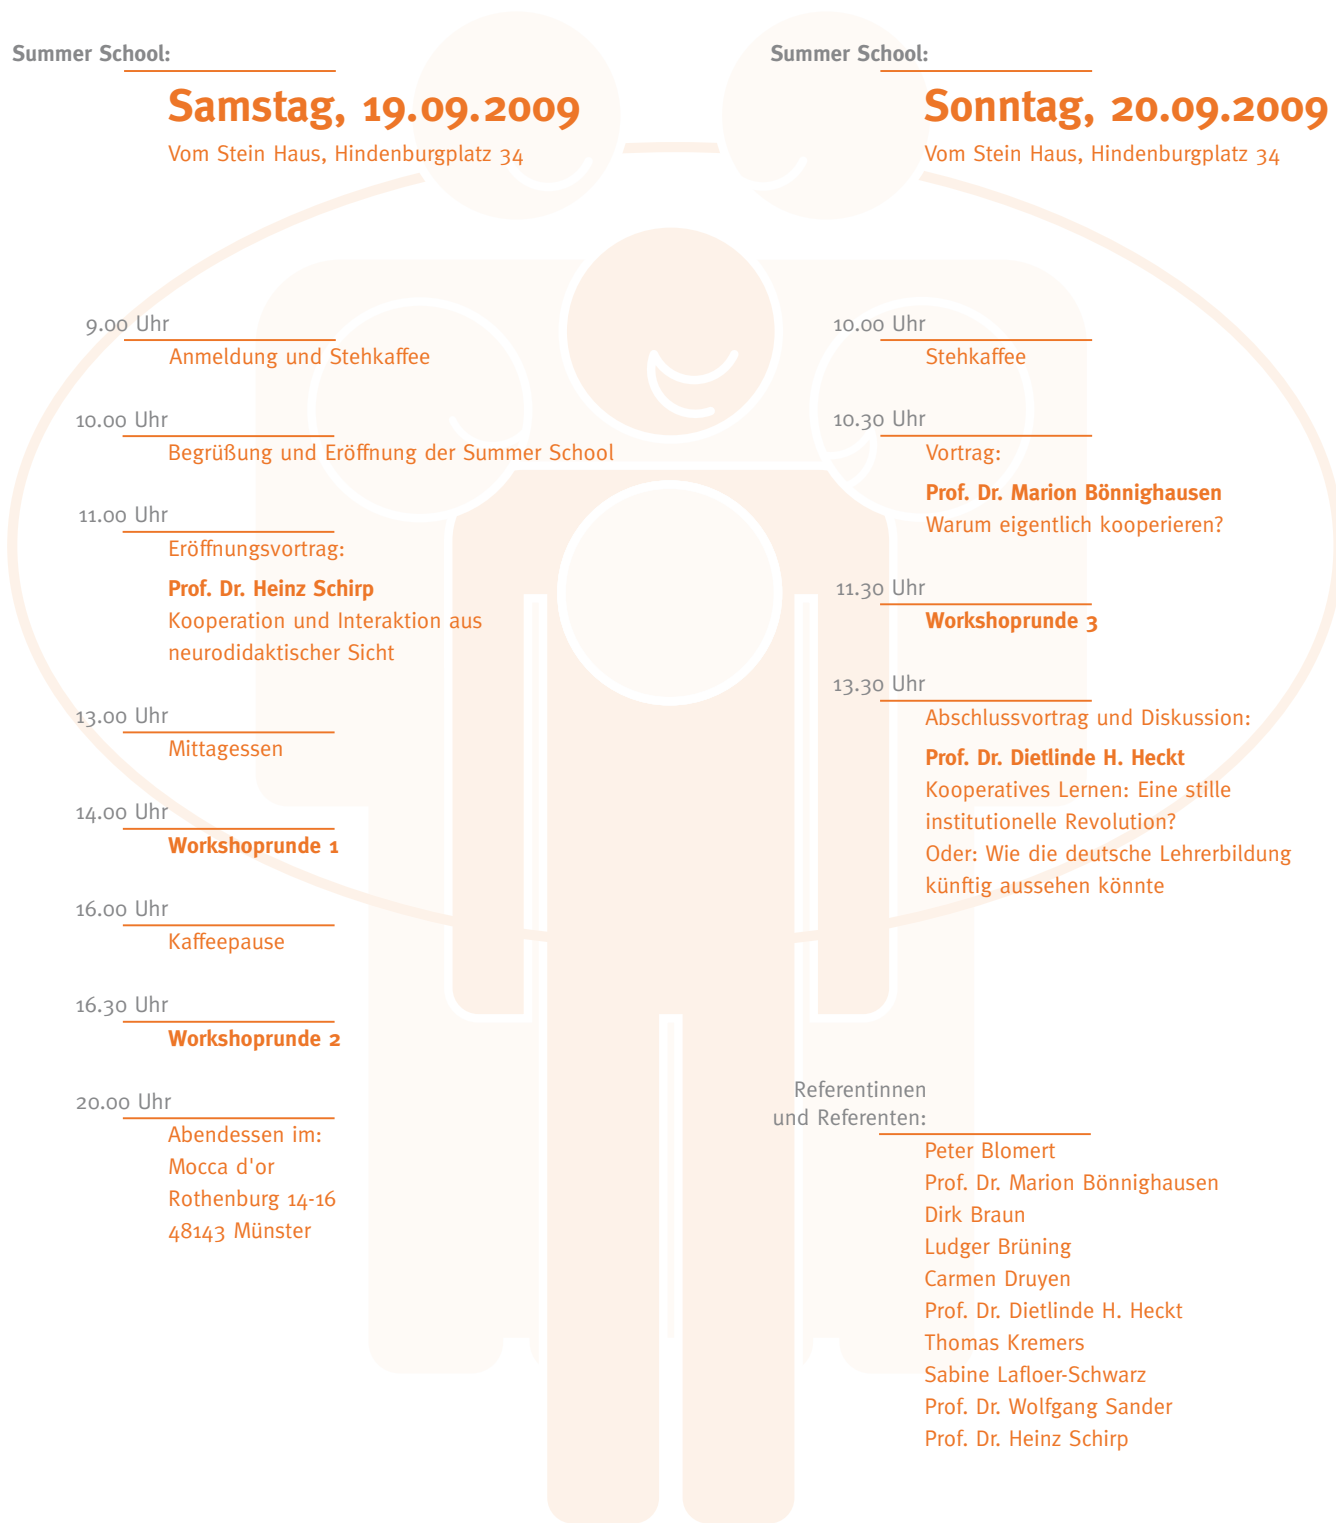 Summer School:
Samstag, 19.09.2009
Vom Stein Haus, Hindenburgplatz 34
9.00 Uhr
Anmeldung und Stehkaffee
10.00 Uhr
Begrüßung und Eröffnung der Summer School
11.00 Uhr
Eröffnungsvortrag:
Prof. Dr. Heinz Schirp
Kooperation und Interaktion aus
neurodidaktischer Sicht
13.00 Uhr
Mittagessen
14.00 Uhr
Workshoprunde 1
16.00 Uhr
Kaffeepause
16.30 Uhr
Workshoprunde 2
20.00 Uhr
Abendessen im:
Mocca d'or
Rothenburg 14-16
48143 Münster
Summer School:
Sonntag, 20.09.2009
Vom Stein Haus, Hindenburgplatz 34
10.00 Uhr
Stehkaffee
10.30 Uhr
Vortrag:
Prof. Dr. Marion Bönnighausen
Warum eigentlich kooperieren?
11.30 Uhr
Workshoprunde 3
13.30 Uhr
Abschlussvortrag und Diskussion:
Prof. Dr. Dietlinde H. Heckt
Kooperatives Lernen: Eine stille
institutionelle Revolution?
Oder: Wie die deutsche Lehrerbildung
künftig aussehen könnte
Referentinnen
und Referenten:
Peter Blomert
Prof. Dr. Marion Bönnighausen
Dirk Braun
Ludger Brüning
Carmen Druyen
Prof. Dr. Dietlinde H. Heckt
Thomas Kremers
Sabine Lafloer-Schwarz
Prof. Dr. Wolfgang Sander
Prof. Dr. Heinz Schirp